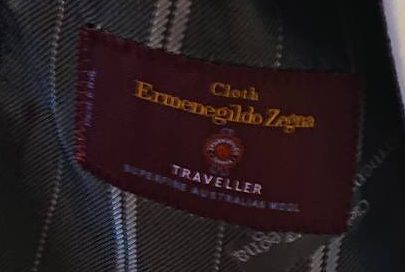 Cloth
Ermenegildo Zegna
TRAVELLER
SUPERFINE AUSTRALIAN WOOL